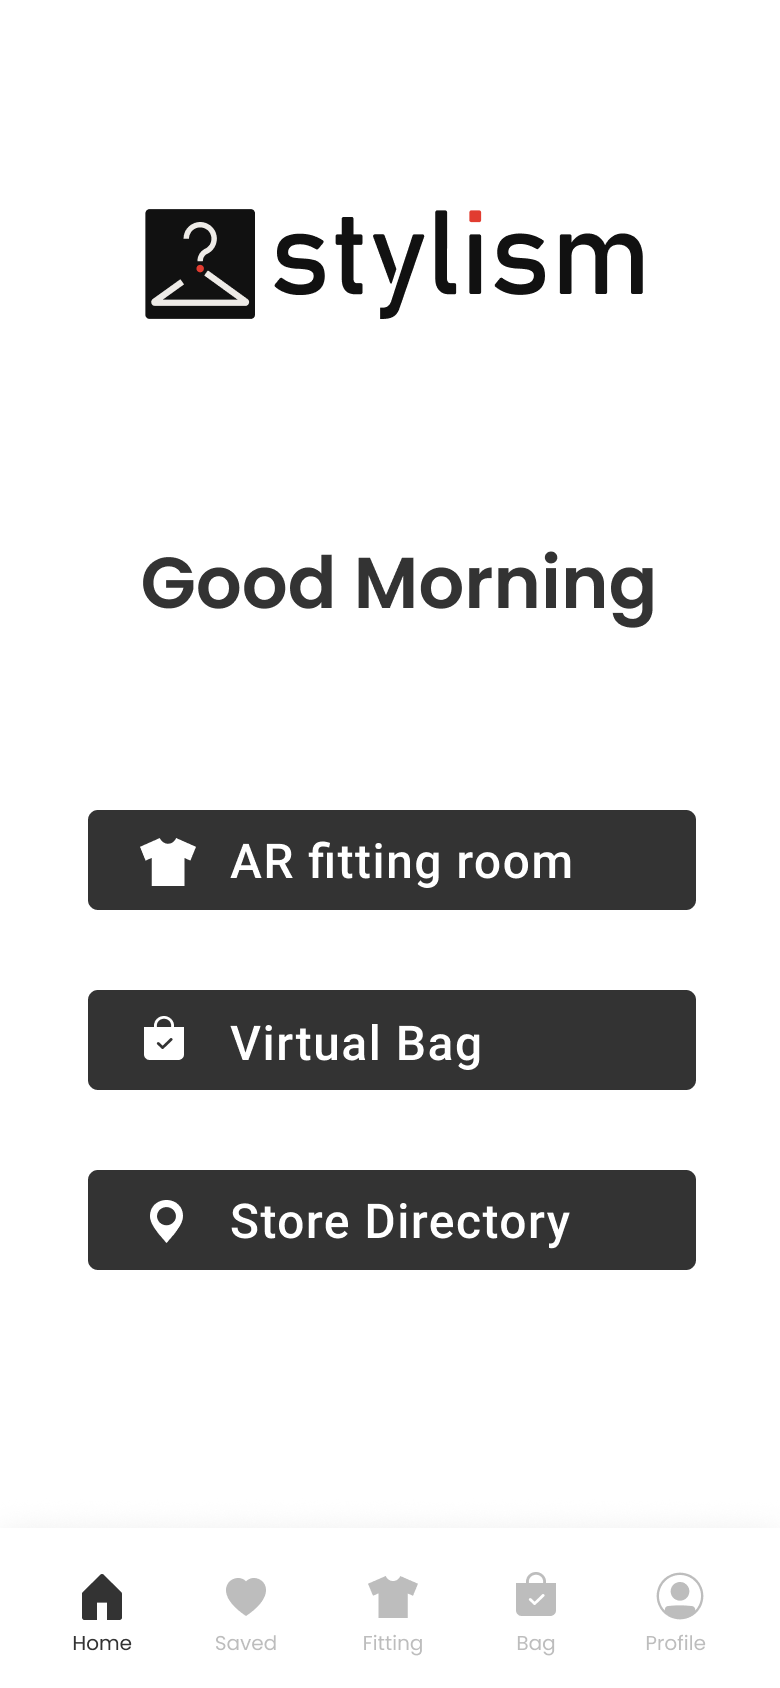 stylism
Good Morning
AR fitting room
Virtual Bag
Store Directory
Home
Saved
Fitting
Bag
Profile